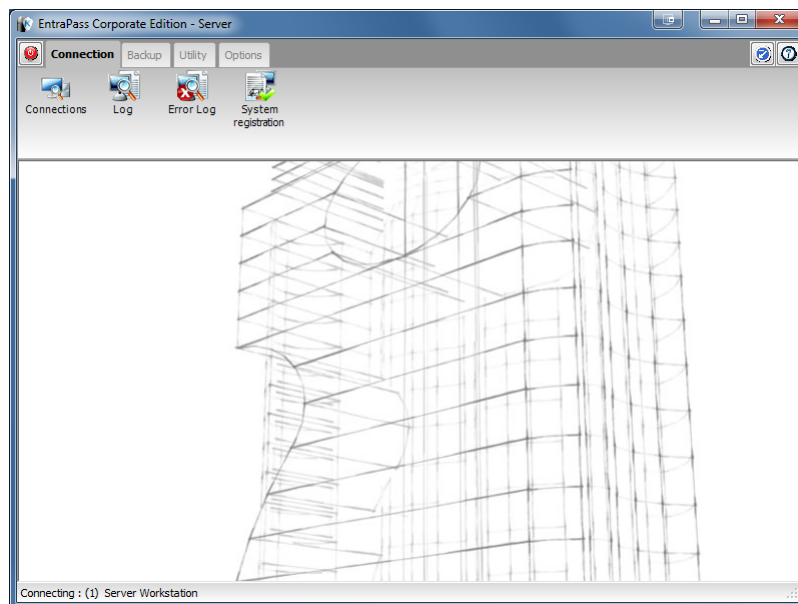 EntraPass Corporate Edition - Server
Connection Backup Utility Options
Connections Log Error Log System registration
Connecting : (1) Server Workstation